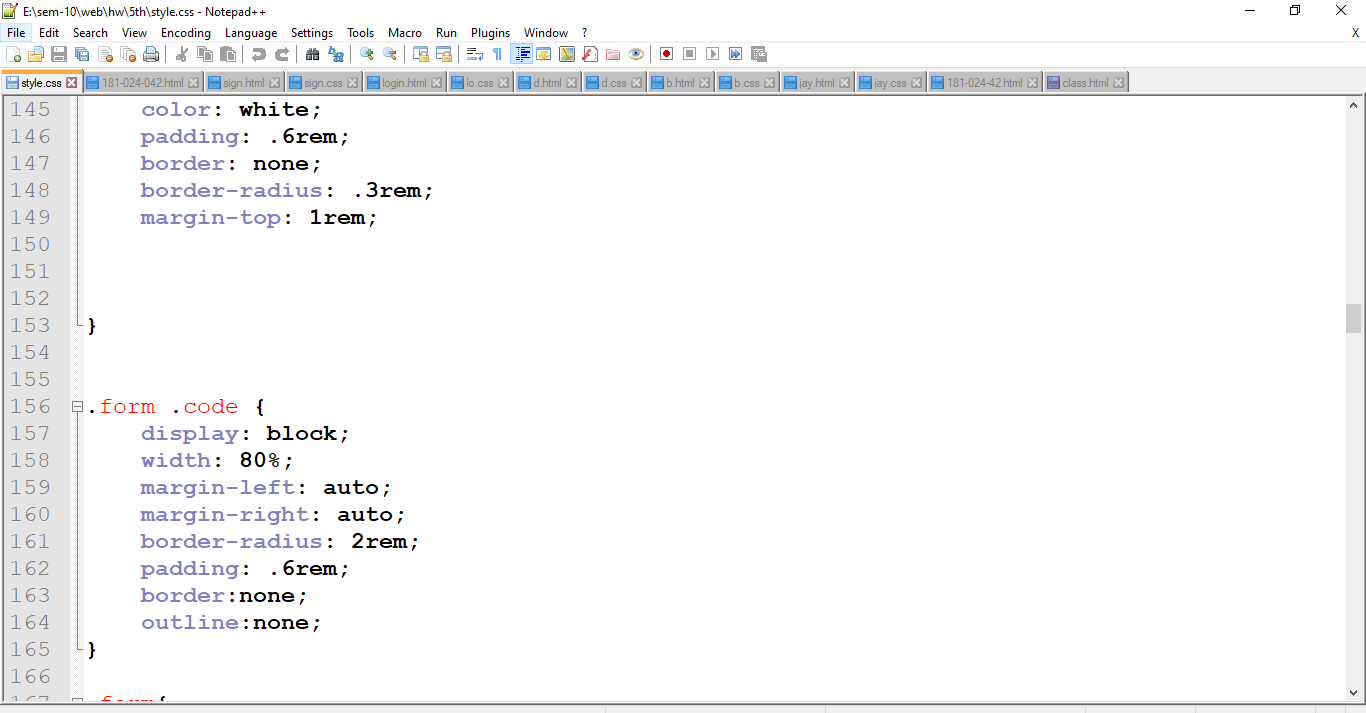 E:\sem-10\web\hw\5th\style.css - Notepad++
File Edit Search View Encoding Language Settings Tools Macro Run Plugins Window ? X
style.css 181-024-042.html sign.html sign.css login.html lo.css d.html d.css b.html b.css jay.html jay.css 181-024-42.html class.html
145 color: white;
146 padding: .6rem;
147 border: none;
148 border-radius: .3rem;
149 margin-top: 1rem;
150
151
152
153 }
154
155
156 .form .code {
157 display: block;
158 width: 80%;
159 margin-left: auto;
160 margin-right: auto;
161 border-radius: 2rem;
162 padding: .6rem;
163 border:none;
164 outline:none;
165 }
166
167 .form{